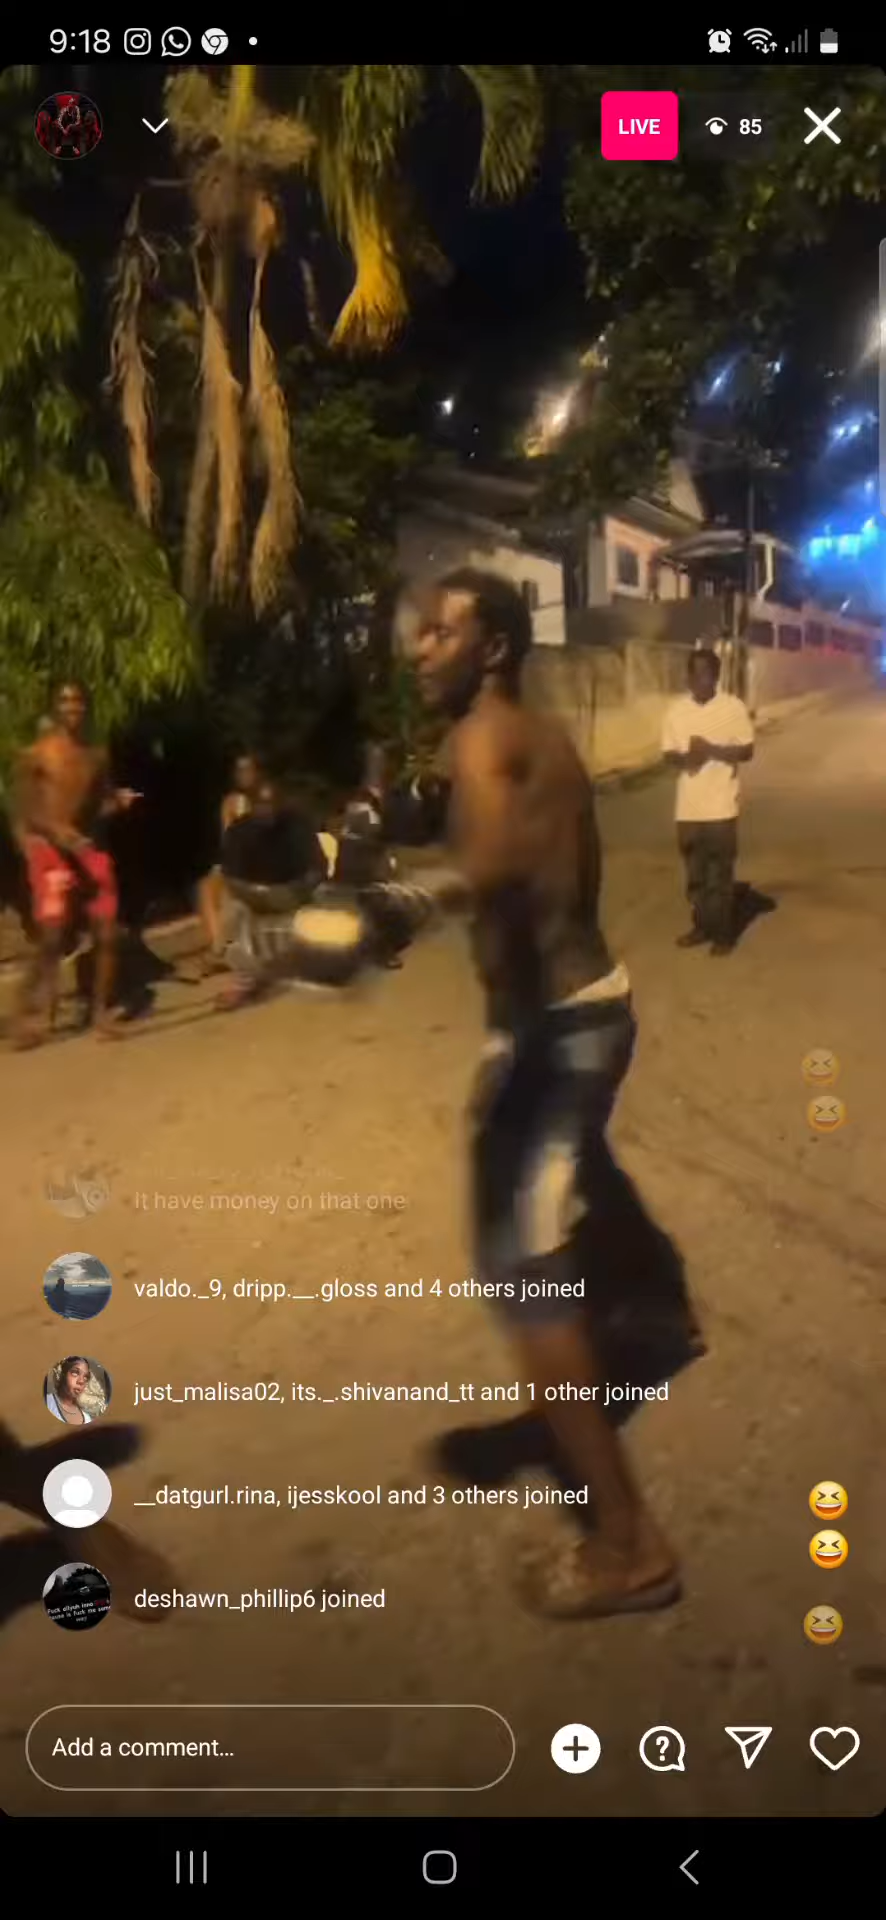 9:18
LIVE
85
It have money on that one
valdo._9, dripp.__.gloss and 4 others joined
just_malisa02, its._.shivanand_tt and 1 other joined
__datgurl.rina, ijesskool and 3 others joined
deshawn_phillip6 joined
Add a comment...